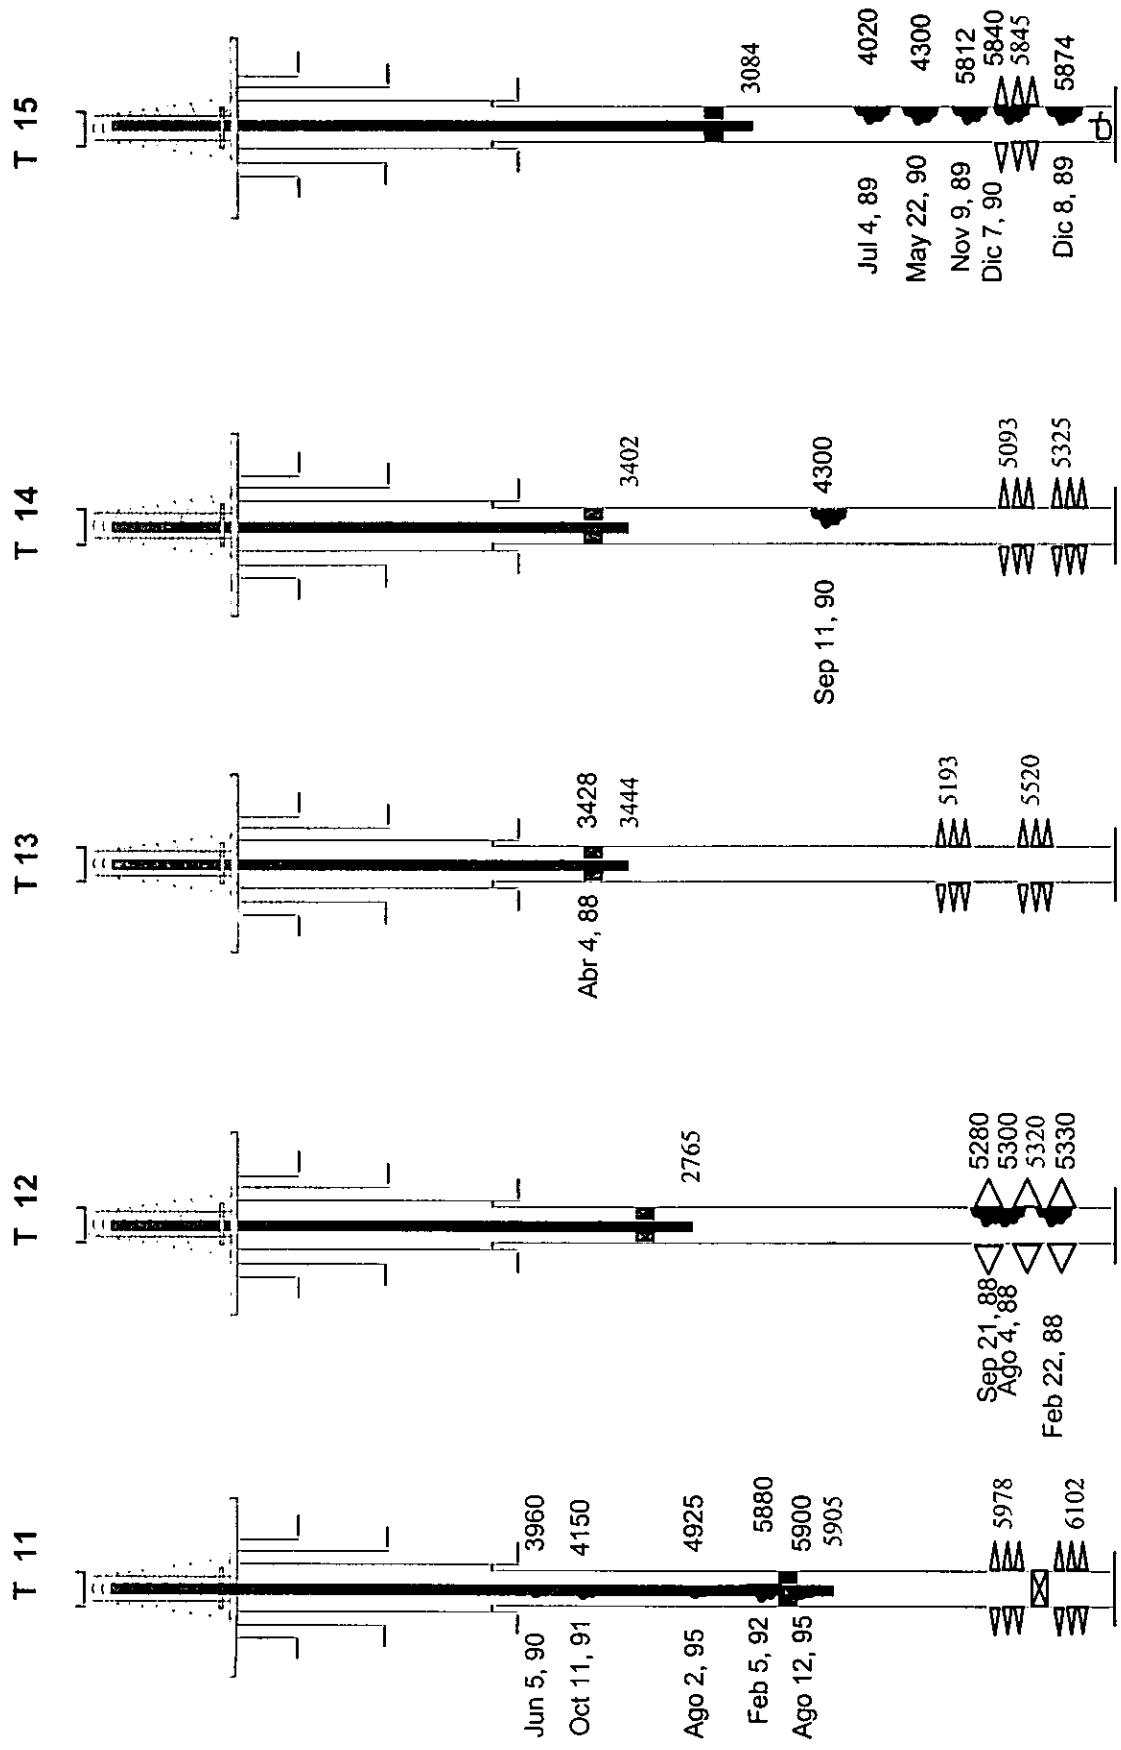 T 11
3960
4150
4925
5880
5900
5905
5978
6102
Jun 5, 90
Oct 11, 91
Ago 2, 95
Feb 5, 92
Ago 12, 95
T 12
2765
5280
5300
5320
5330
Sep 21, 88
Ago 4, 88
Feb 22, 88
T 13
3428
3444
5193
5520
Abr 4, 88
T 14
3402
4300
5093
5325
Sep 11, 90
T 15
3084
4020
4300
5812
5840
5845
5874
Jul 4, 89
May 22, 90
Nov 9, 89
Dic 7, 90
Dic 8, 89